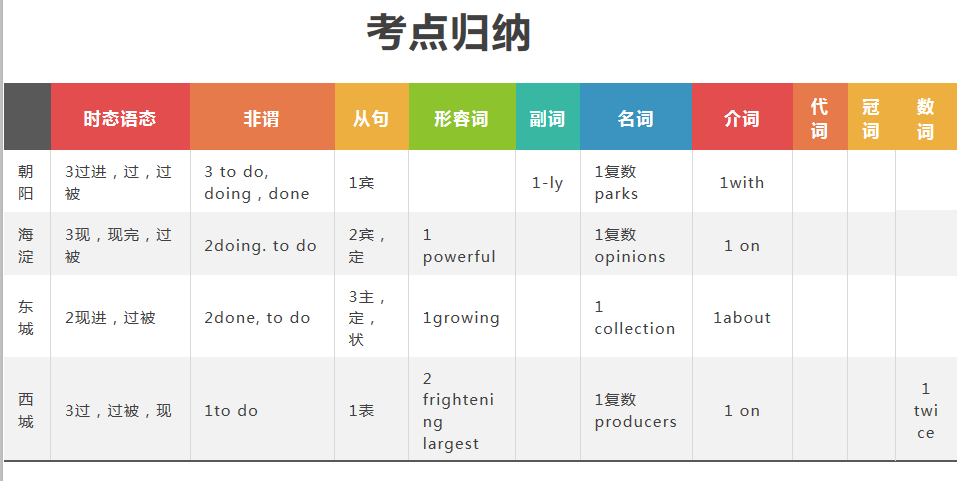 考点归纳
时态语态 非谓 从句 形容词 副词 名词 介词 代词 冠词 数词
朝阳 3过进，过，过被 3 to do, doing，done 1宾 1-ly 1复数 parks 1with
海淀 3现，现完，过被 2doing. to do 2宾，定 1 powerful 1复数 opinions 1 on
东城 2现进，过被 2done, to do 3主，定，状 1growing 1 collection 1about
西城 3过，过被，现 1to do 1表 2 frightening largest 1复数 producers 1 on 1 twice